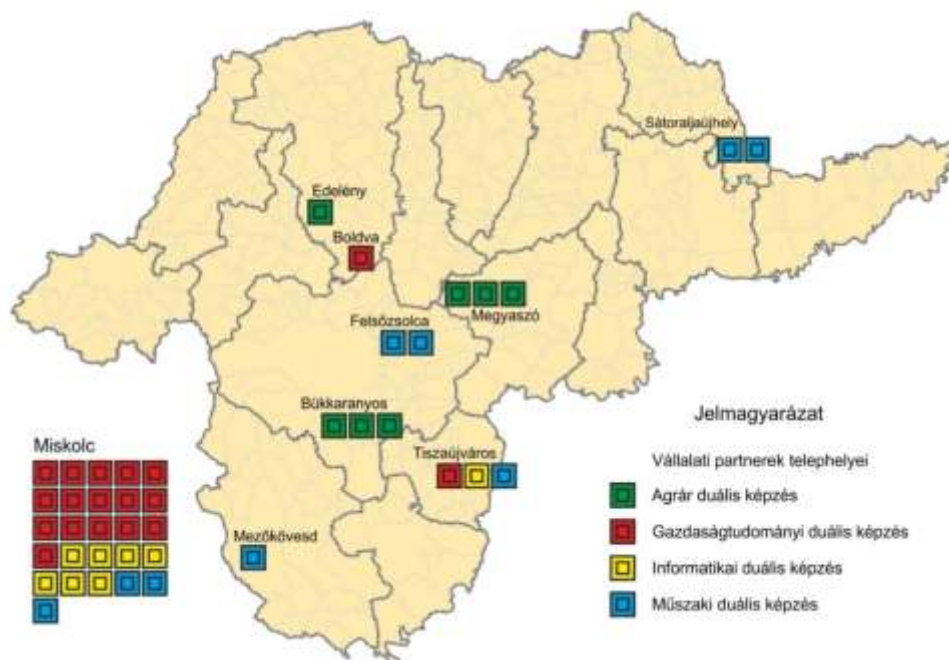 Sátoraljaújhely
Edelény
Boldva
Megyaszó
Felsőzsolca
Bükkaranyos
Tiszaújváros
Mezőkövesd
Miskolc
Jelmagyarázat
Vállalati partnerek telephelyei
Agrár duális képzés
Gazdaságtudományi duális képzés
Informatikai duális képzés
Műszaki duális képzés